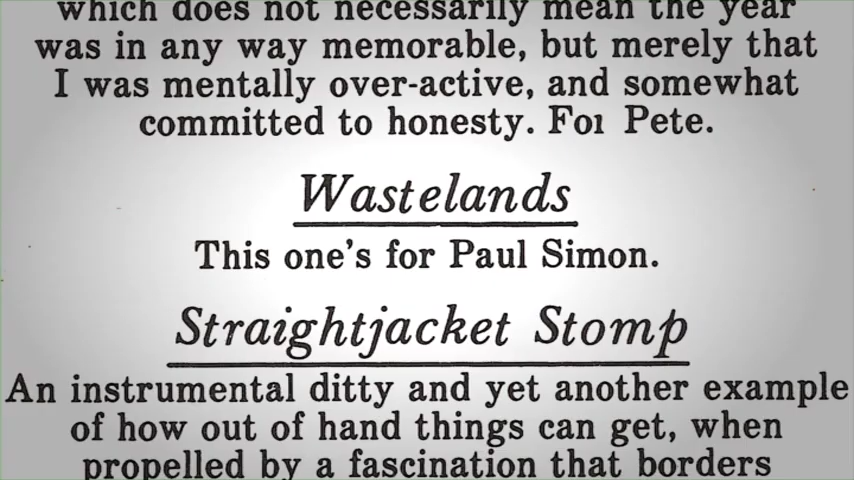 which does not necessarily mean the year
was in any way memorable, but merely that
I was mentally over-active, and somewhat
committed to honesty. For Pete.
Wastelands
This one's for Paul Simon.
Straightjacket Stomp
An instrumental ditty and yet another example
of how out of hand things can get, when
propelled by a fascination that borders